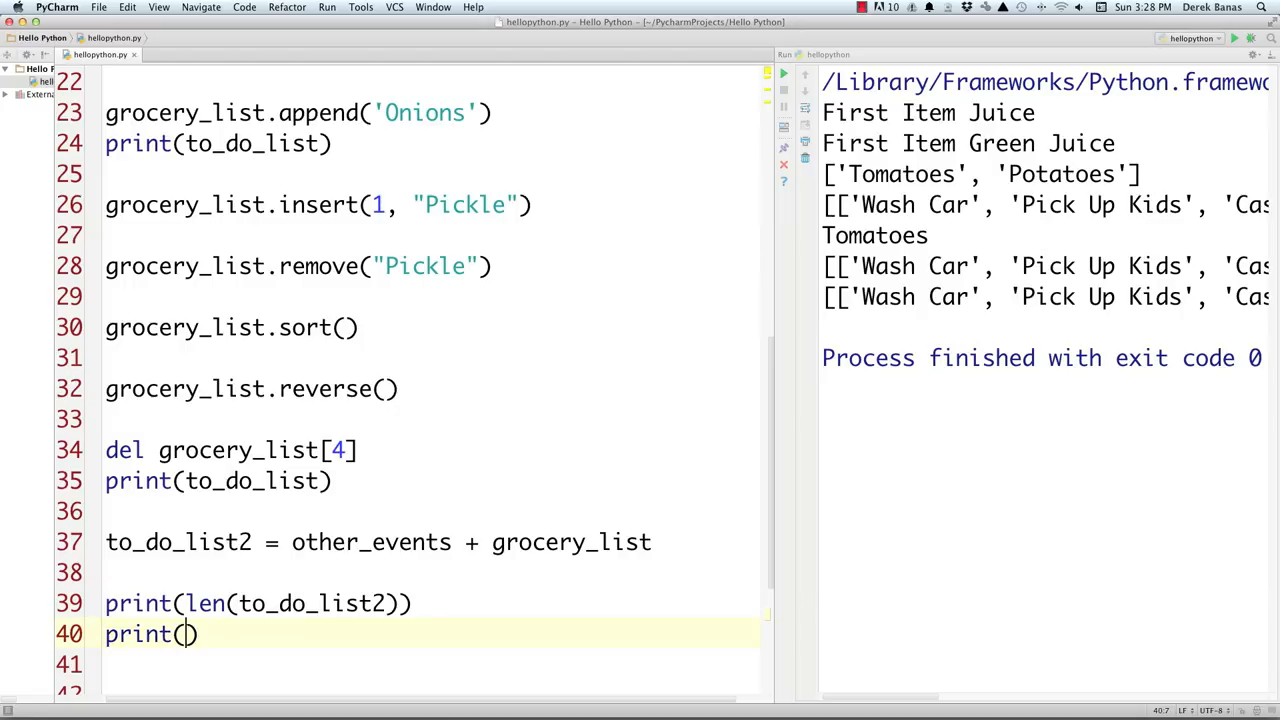 PyCharm File Edit View Navigate Code Refactor Run Tools VCS Window Help 10 Sun 3:28 PM Derek Banas
hellopython.py – Hello Python – [~/PycharmProjects/Hello Python]
Hello Python hellopython.py hellopython
hellopython.py × Run hellopython
Hello P
hell
Extern
22
23 grocery_list.append('Onions')
24 print(to_do_list)
25
26 grocery_list.insert(1, "Pickle")
27
28 grocery_list.remove("Pickle")
29
30 grocery_list.sort()
31
32 grocery_list.reverse()
33
34 del grocery_list[4]
35 print(to_do_list)
36
37 to_do_list2 = other_events + grocery_list
38
39 print(len(to_do_list2))
40 print()
41
42
/Library/Frameworks/Python.framewo
First Item Juice
First Item Green Juice
['Tomatoes', 'Potatoes']
[['Wash Car', 'Pick Up Kids', 'Cas
Tomatoes
[['Wash Car', 'Pick Up Kids', 'Cas
[['Wash Car', 'Pick Up Kids', 'Cas
Process finished with exit code 0
40:7 LF UTF-8